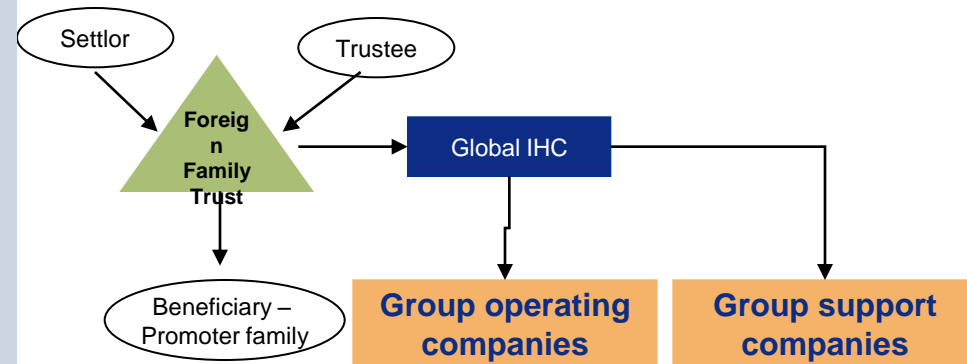 Settlor
Trustee
Foreig
n
Family
Trust
Global IHC
Beneficiary –
Promoter family
Group operating
companies
Group support
companies